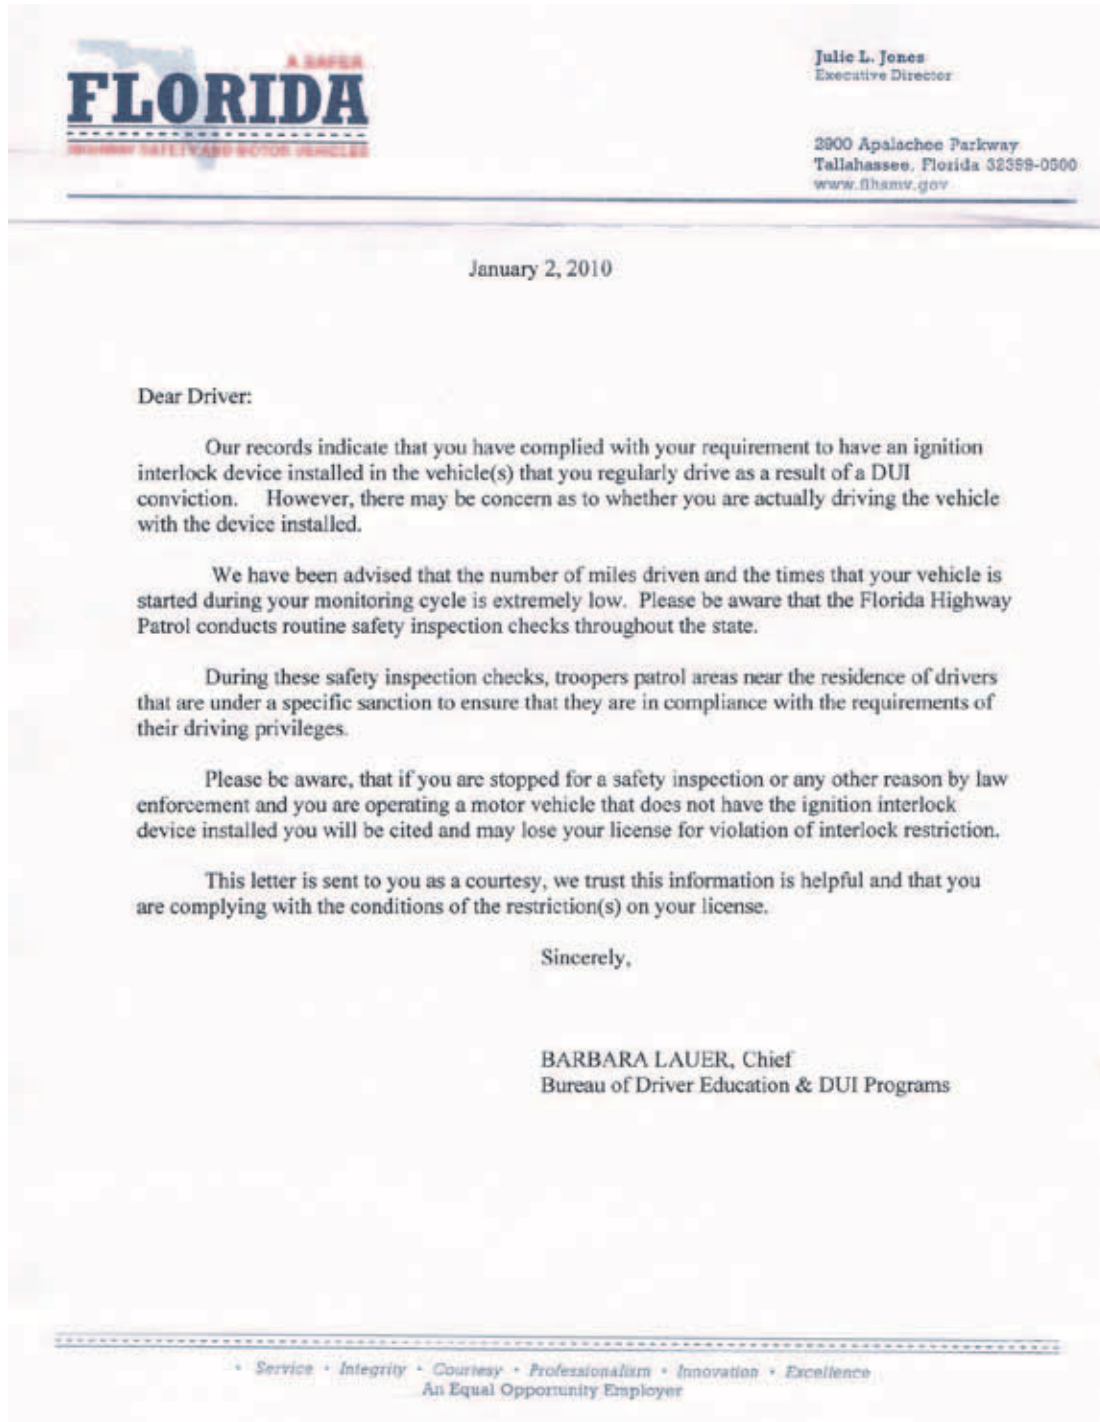 A SAFER
FLORIDA
HIGHWAY SAFETY AND MOTOR VEHICLES
Julie L. Jones
Executive Director
2900 Apalachee Parkway
Tallahassee, Florida 32399-0500
www.flhsmv.gov
January 2, 2010
Dear Driver:
Our records indicate that you have complied with your requirement to have an ignition
interlock device installed in the vehicle(s) that you regularly drive as a result of a DUI
conviction. However, there may be concern as to whether you are actually driving the vehicle
with the device installed.
We have been advised that the number of miles driven and the times that your vehicle is
started during your monitoring cycle is extremely low. Please be aware that the Florida Highway
Patrol conducts routine safety inspection checks throughout the state.
During these safety inspection checks, troopers patrol areas near the residence of drivers
that are under a specific sanction to ensure that they are in compliance with the requirements of
their driving privileges.
Please be aware, that if you are stopped for a safety inspection or any other reason by law
enforcement and you are operating a motor vehicle that does not have the ignition interlock
device installed you will be cited and may lose your license for violation of interlock restriction.
This letter is sent to you as a courtesy, we trust this information is helpful and that you
are complying with the conditions of the restriction(s) on your license.
Sincerely,
BARBARA LAUER, Chief
Bureau of Driver Education & DUI Programs
• Service • Integrity • Courtesy • Professionalism • Innovation • Excellence
An Equal Opportunity Employer